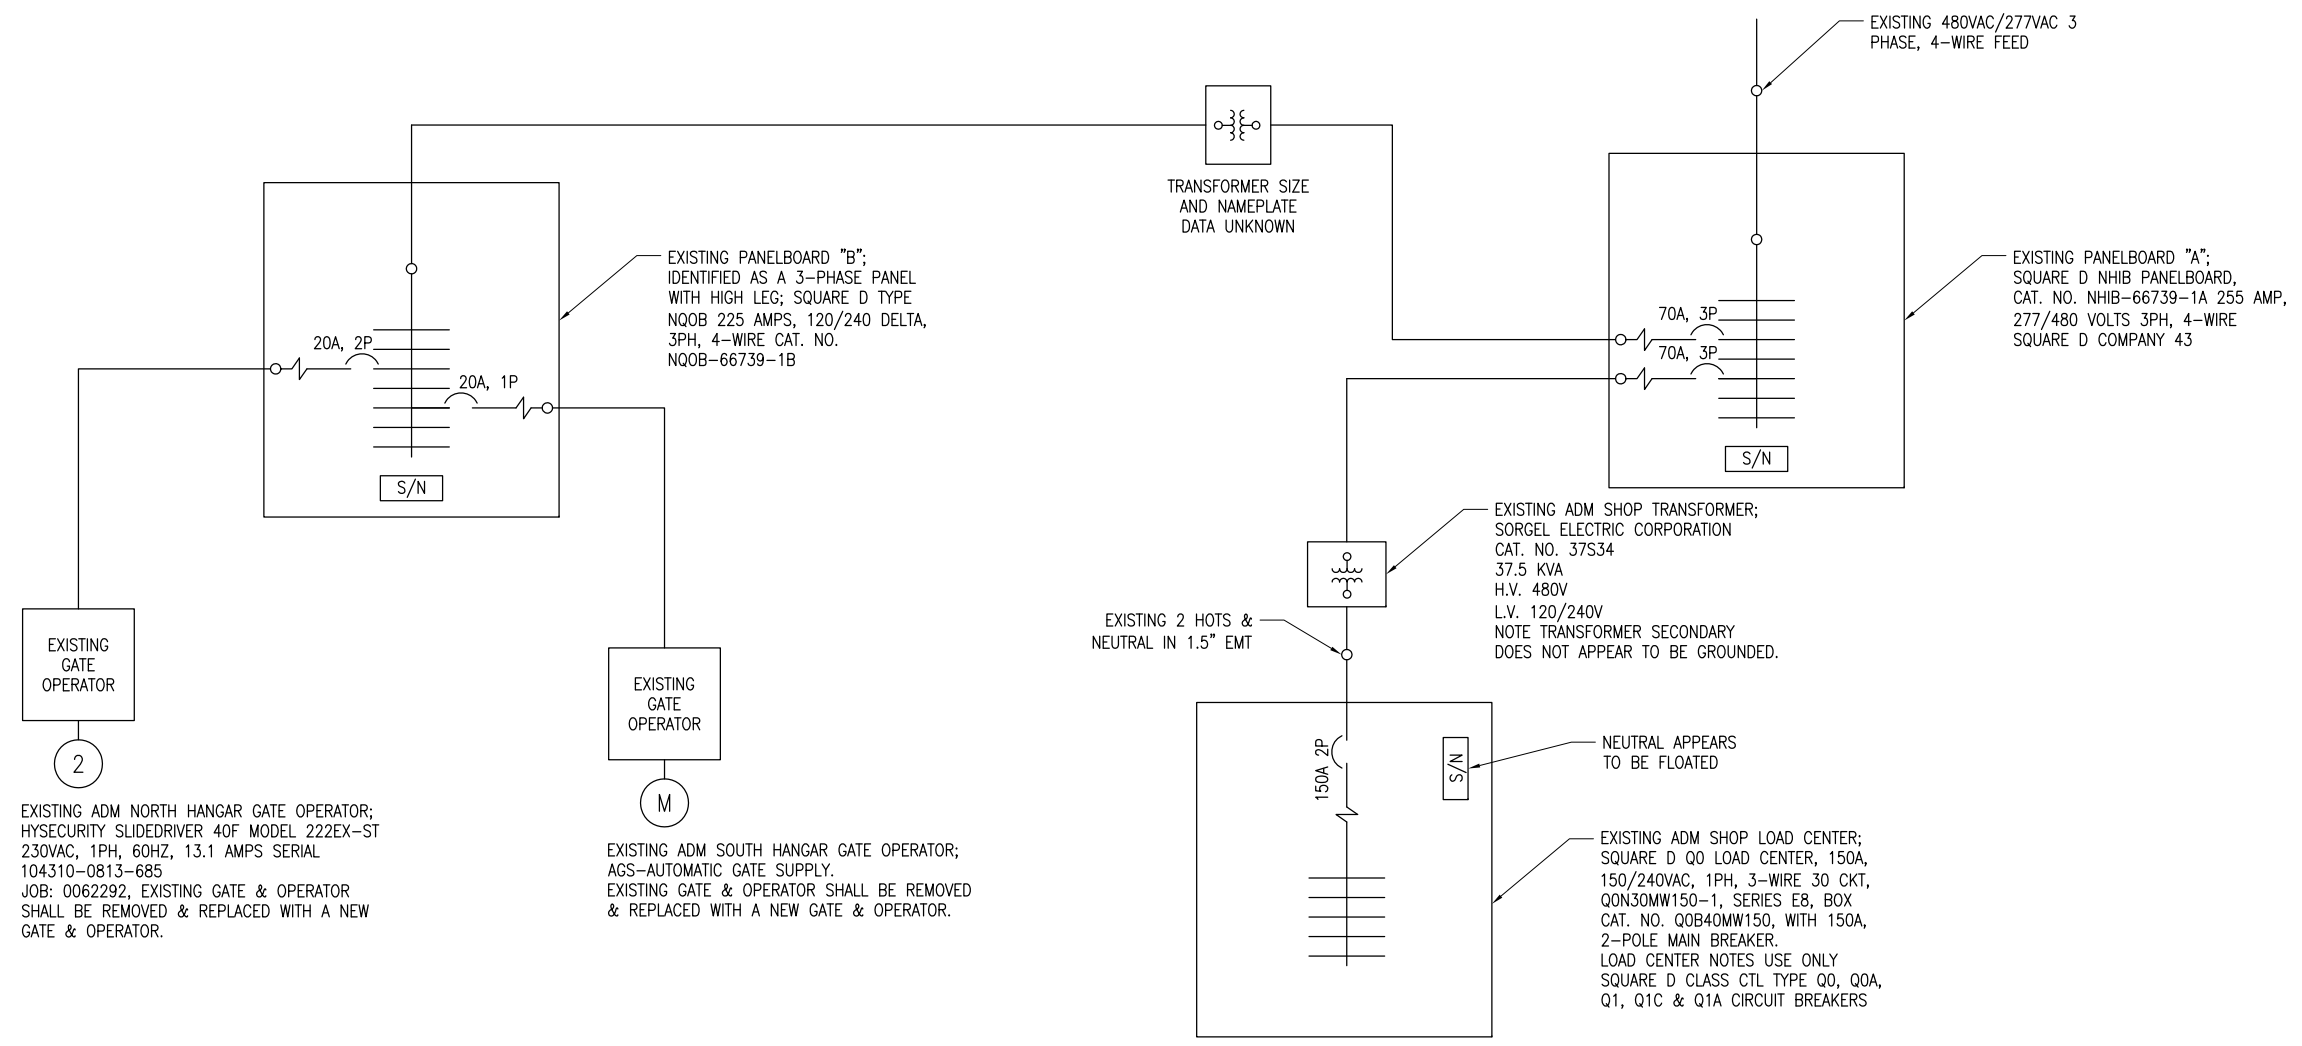 EXISTING 480VAC/277VAC 3
PHASE, 4-WIRE FEED
TRANSFORMER SIZE
AND NAMEPLATE
DATA UNKNOWN
EXISTING PANELBOARD "B";
IDENTIFIED AS A 3-PHASE PANEL
WITH HIGH LEG; SQUARE D TYPE
NQOB 225 AMPS, 120/240 DELTA,
3PH, 4-WIRE CAT. NO.
NQOB-66739-1B
20A, 2P
20A, 1P
S/N
EXISTING PANELBOARD "A";
SQUARE D NHIB PANELBOARD,
CAT. NO. NHIB-66739-1A 255 AMP,
277/480 VOLTS 3PH, 4-WIRE
SQUARE D COMPANY 43
70A, 3P
70A, 3P
S/N
EXISTING ADM SHOP TRANSFORMER;
SORGEL ELECTRIC CORPORATION
CAT. NO. 37S34
37.5 KVA
H.V. 480V
L.V. 120/240V
NOTE TRANSFORMER SECONDARY
DOES NOT APPEAR TO BE GROUNDED.
EXISTING 2 HOTS &
NEUTRAL IN 1.5" EMT
EXISTING
GATE
OPERATOR
2
EXISTING ADM NORTH HANGAR GATE OPERATOR;
HYSECURITY SLIDEDRIVER 40F MODEL 222EX-ST
230VAC, 1PH, 60HZ, 13.1 AMPS SERIAL
104310-0813-685
JOB: 0062292, EXISTING GATE & OPERATOR
SHALL BE REMOVED & REPLACED WITH A NEW
GATE & OPERATOR.
EXISTING
GATE
OPERATOR
M
EXISTING ADM SOUTH HANGAR GATE OPERATOR;
AGS-AUTOMATIC GATE SUPPLY.
EXISTING GATE & OPERATOR SHALL BE REMOVED
& REPLACED WITH A NEW GATE & OPERATOR.
150A 2P
S/N
NEUTRAL APPEARS
TO BE FLOATED
EXISTING ADM SHOP LOAD CENTER;
SQUARE D QO LOAD CENTER, 150A,
150/240VAC, 1PH, 3-WIRE 30 CKT,
QON30MW150-1, SERIES E8, BOX
CAT. NO. QOB40MW150, WITH 150A,
2-POLE MAIN BREAKER.
LOAD CENTER NOTES USE ONLY
SQUARE D CLASS CTL TYPE QO, QOA,
Q1, Q1C & Q1A CIRCUIT BREAKERS